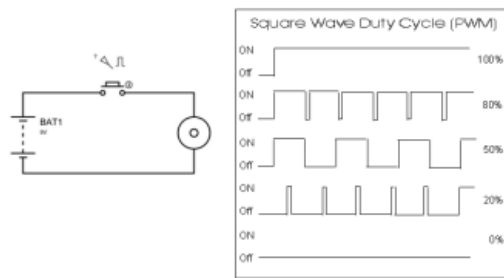 Square Wave Duty Cycle (PWM)
ON
Off
100%
ON
Off
80%
ON
Off
50%
ON
Off
20%
ON
Off
0%
BAT1